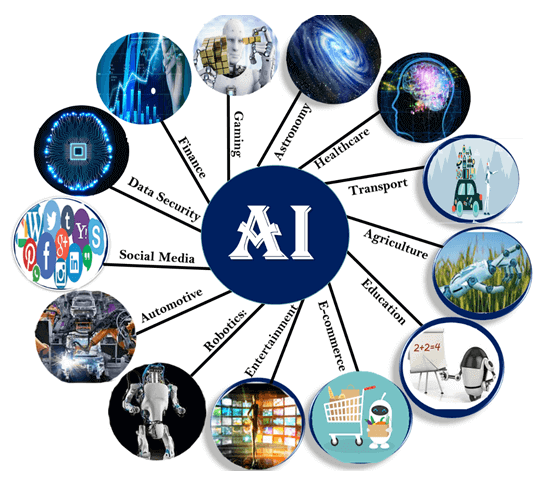 AI
Gaming
Astronomy
Healthcare
Transport
Agriculture
Education
2+2=4
E-commerce
Entertainment
Robotics:
Automotive
Social Media
Data Security
Finance